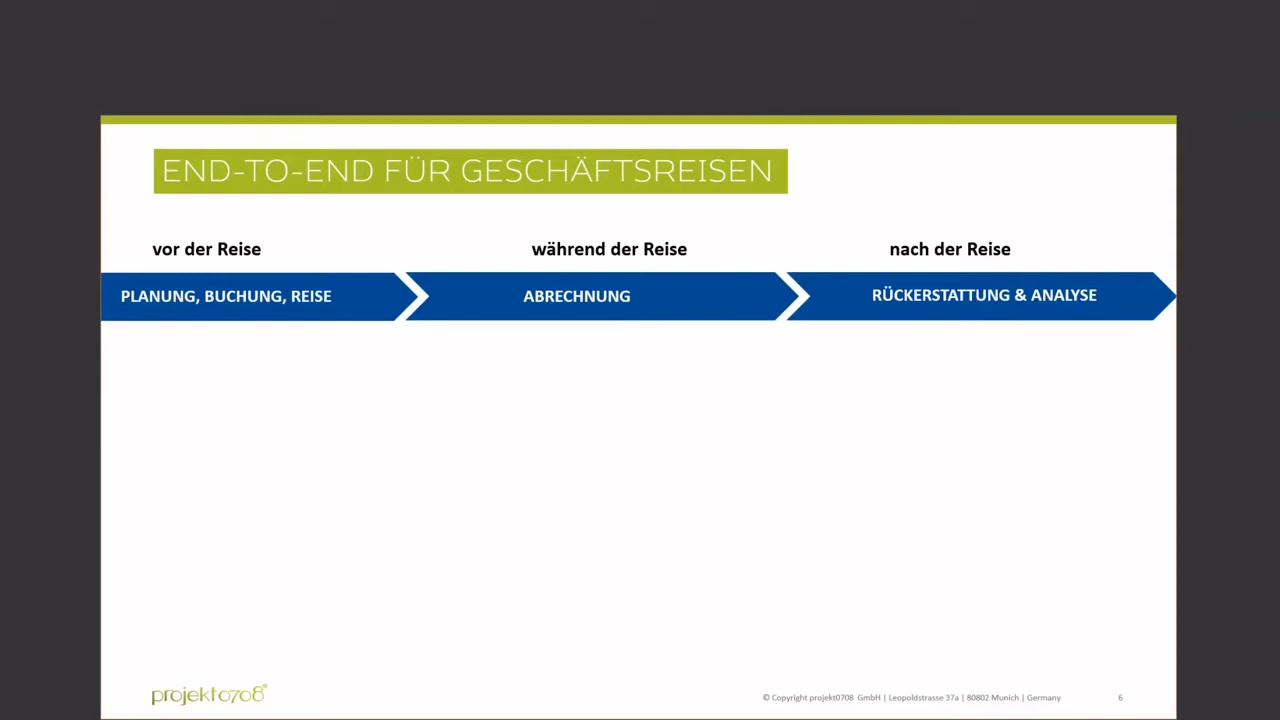 END-TO-END FÜR GESCHÄFTSREISEN
vor der Reise
während der Reise
nach der Reise
PLANUNG, BUCHUNG, REISE
ABRECHNUNG
RÜCKERSTATTUNG & ANALYSE
projekt0708®
© Copyright projekt0708 GmbH | Leopoldstrasse 37a | 80802 Munich | Germany
6